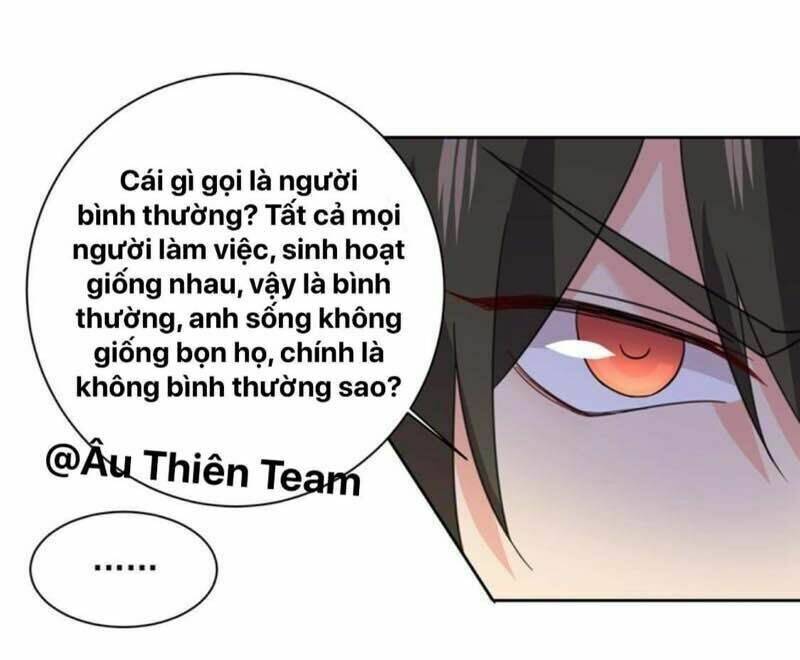 Cái gì gọi là người
bình thường? Tất cả mọi
người làm việc, sinh hoạt
giống nhau, vậy là bình
thường, anh sống không
giống bọn họ, chính là
không bình thường sao?
@Âu Thiên Team
......